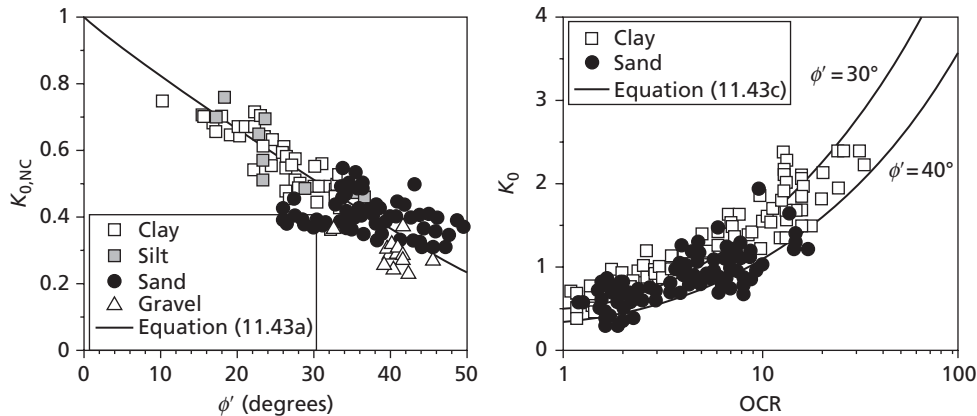 1
0.8
0.6
0.4
0.2
0
K0,NC
Clay
Silt
Sand
Gravel
Equation (11.43a)
0 10 20 30 40 50
ϕ′ (degrees)
4
3
2
1
0
K0
Clay
Sand
Equation (11.43c)
ϕ′ = 30°
ϕ′ = 40°
1 10 100
OCR